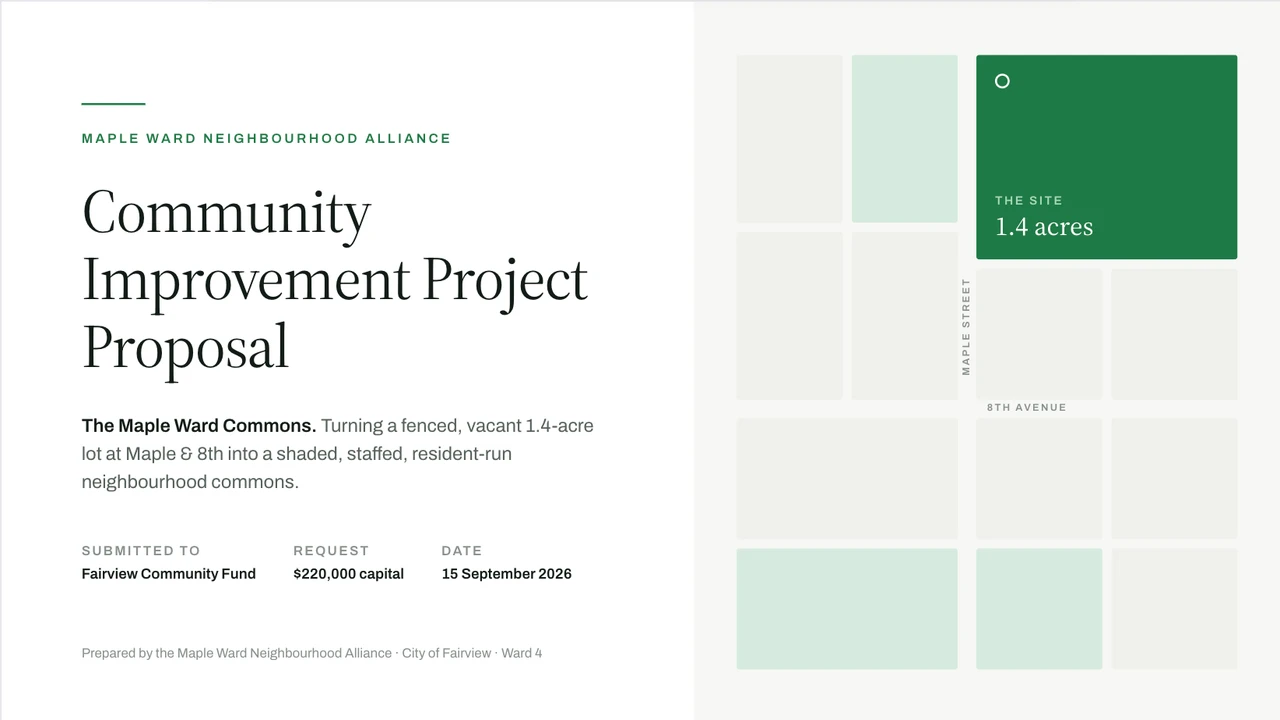 MAPLE WARD NEIGHBOURHOOD ALLIANCE
Community
Improvement Project
Proposal
The Maple Ward Commons. Turning a fenced, vacant 1.4-acre
lot at Maple & 8th into a shaded, staffed, resident-run
neighbourhood commons.
SUBMITTED TO
Fairview Community Fund
REQUEST
$220,000 capital
DATE
15 September 2026
Prepared by the Maple Ward Neighbourhood Alliance · City of Fairview · Ward 4
THE SITE
1.4 acres
MAPLE STREET
8TH AVENUE